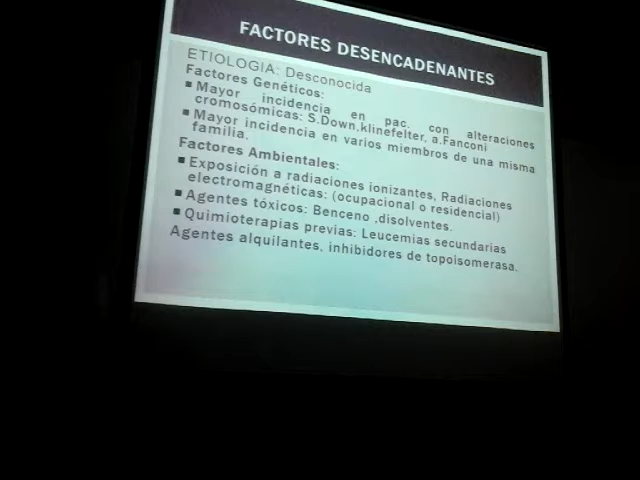 FACTORES DESENCADENANTES
ETIOLOGIA: Desconocida
Factores Genéticos:
▪ Mayor incidencia en pac. con alteraciones
cromosómicas: S.Down,klinefelter, a.Fanconi
▪ Mayor incidencia en varios miembros de una misma
familia.
Factores Ambientales:
▪ Exposición a radiaciones ionizantes, Radiaciones
electromagnéticas: (ocupacional o residencial)
▪ Agentes tóxicos: Benceno ,disolventes.
▪ Quimioterapias previas: Leucemias secundarias
Agentes alquilantes, inhibidores de topoisomerasa.